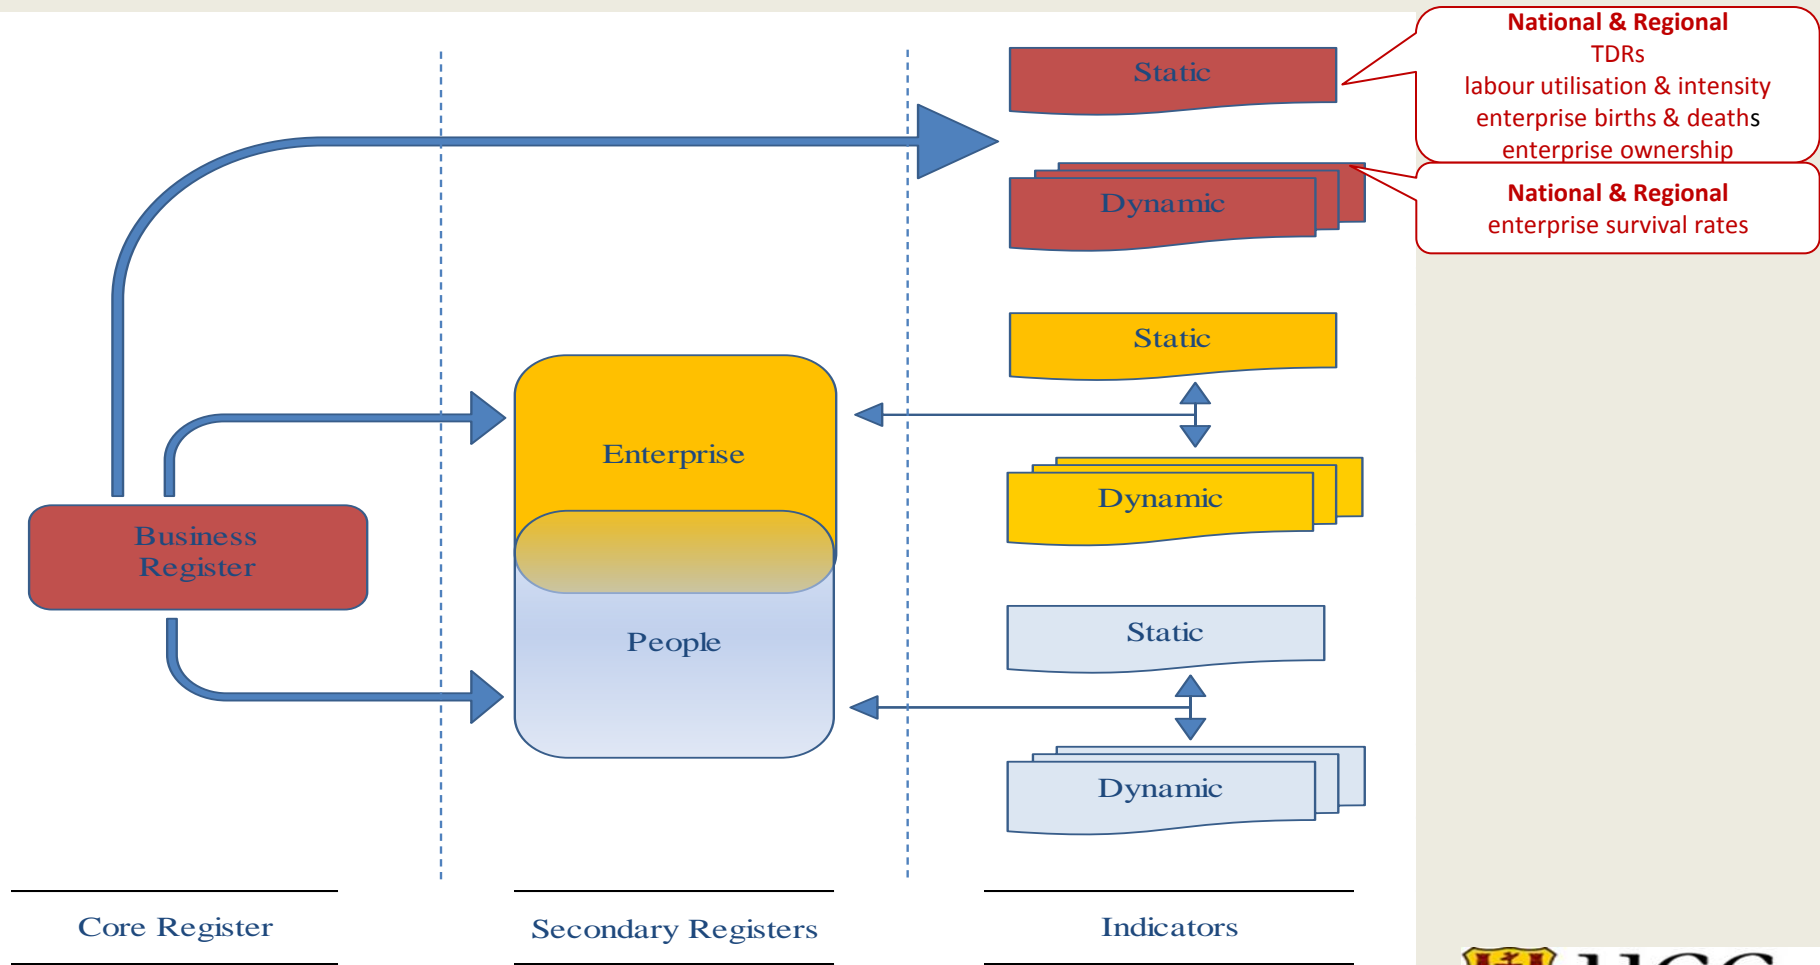 National & Regional
TDRs
labour utilisation & intensity
enterprise births & deaths
enterprise ownership
National & Regional
enterprise survival rates
Static
Dynamic
Static
Dynamic
Static
Dynamic
Enterprise
People
Business
Register
Core Register
Secondary Registers
Indicators
UCC